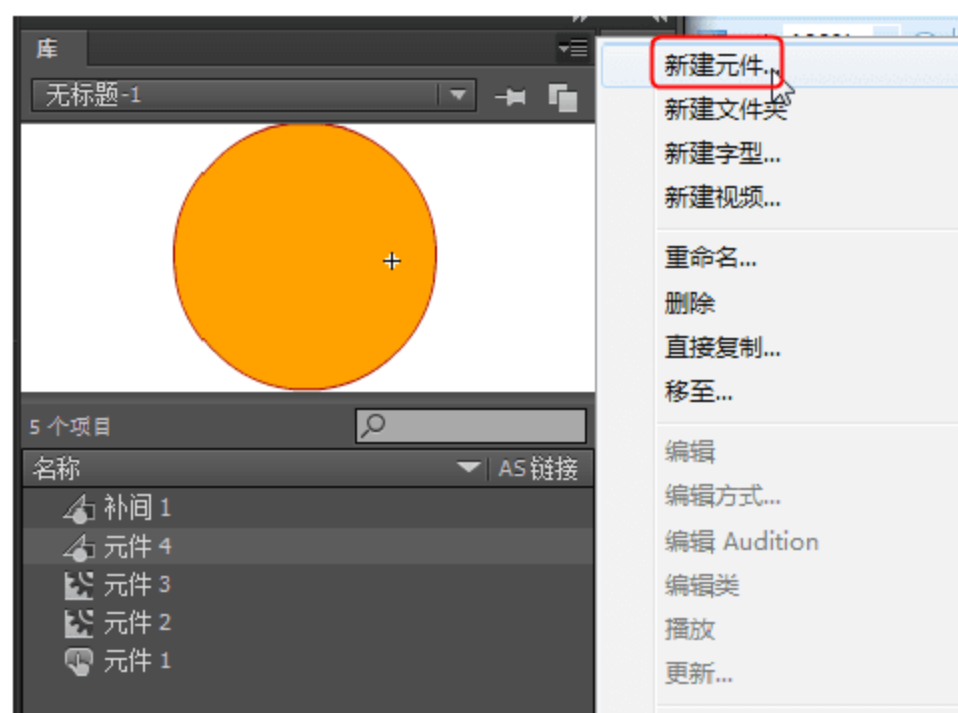 库
无标题-1
5 个项目
名称
AS 链接
补间 1
元件 4
元件 3
元件 2
元件 1
新建元件...
新建文件夹
新建字型...
新建视频...
重命名...
删除
直接复制...
移至...
编辑
编辑方式...
编辑 Audition
编辑类
播放
更新...